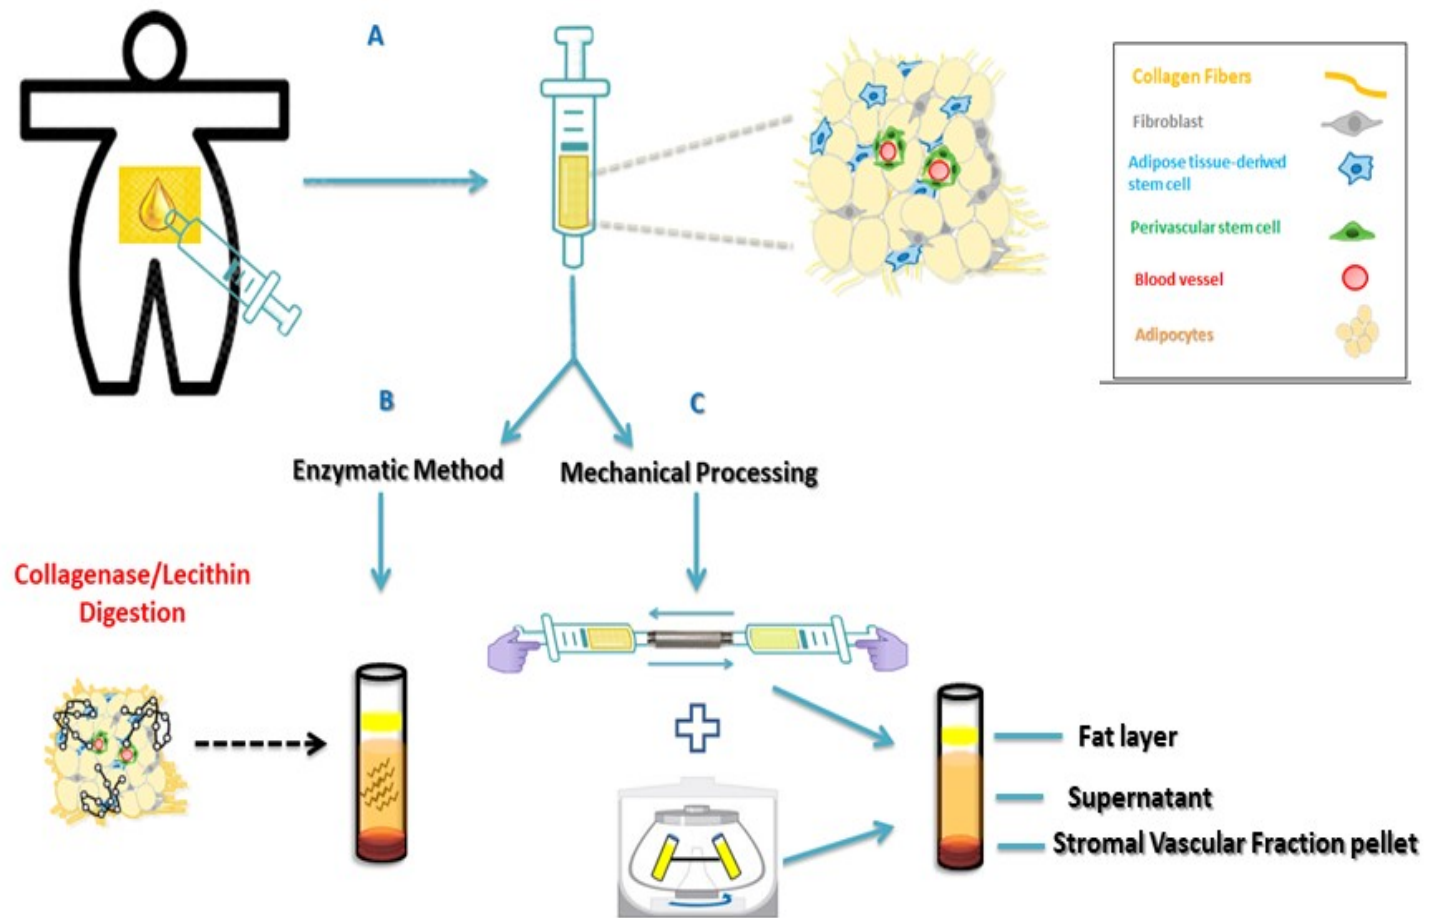 A
Collagen Fibers
Fibroblast
Adipose tissue-derived
stem cell
Perivascular stem cell
Blood vessel
Adipocytes
B
C
Enzymatic Method
Mechanical Processing
Collagenase/Lecithin
Digestion
Fat layer
Supernatant
Stromal Vascular Fraction pellet